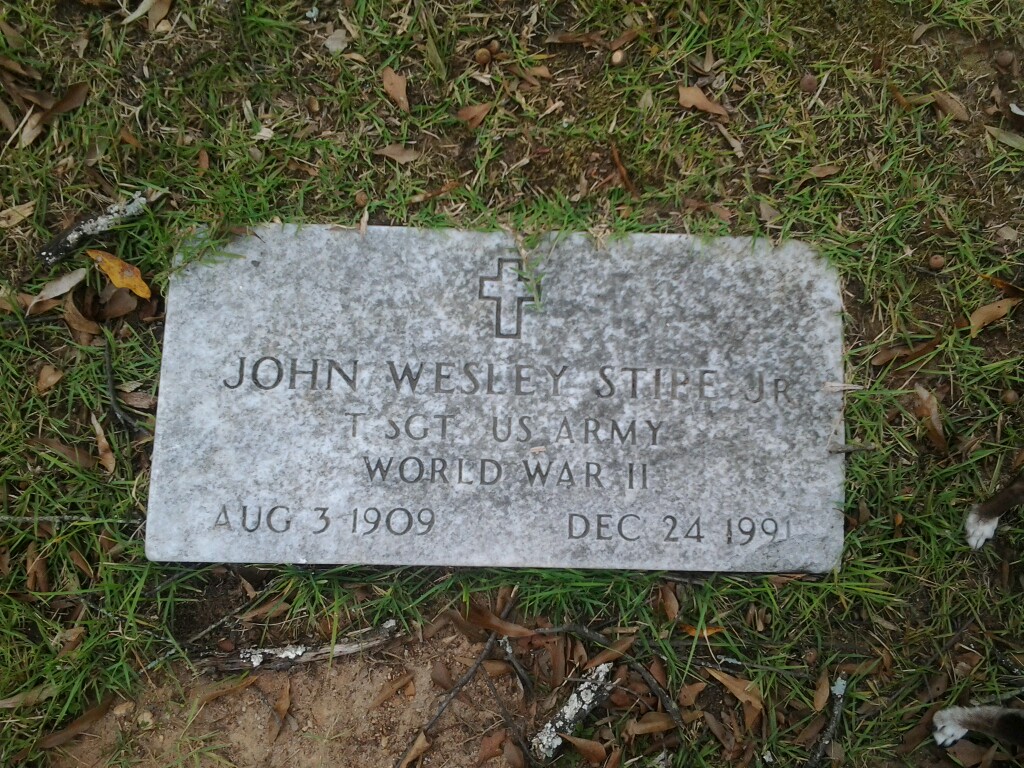 JOHN WESLEY STIPE JR
T SGT US ARMY
WORLD WAR II
AUG 3 1909 DEC 24 1991